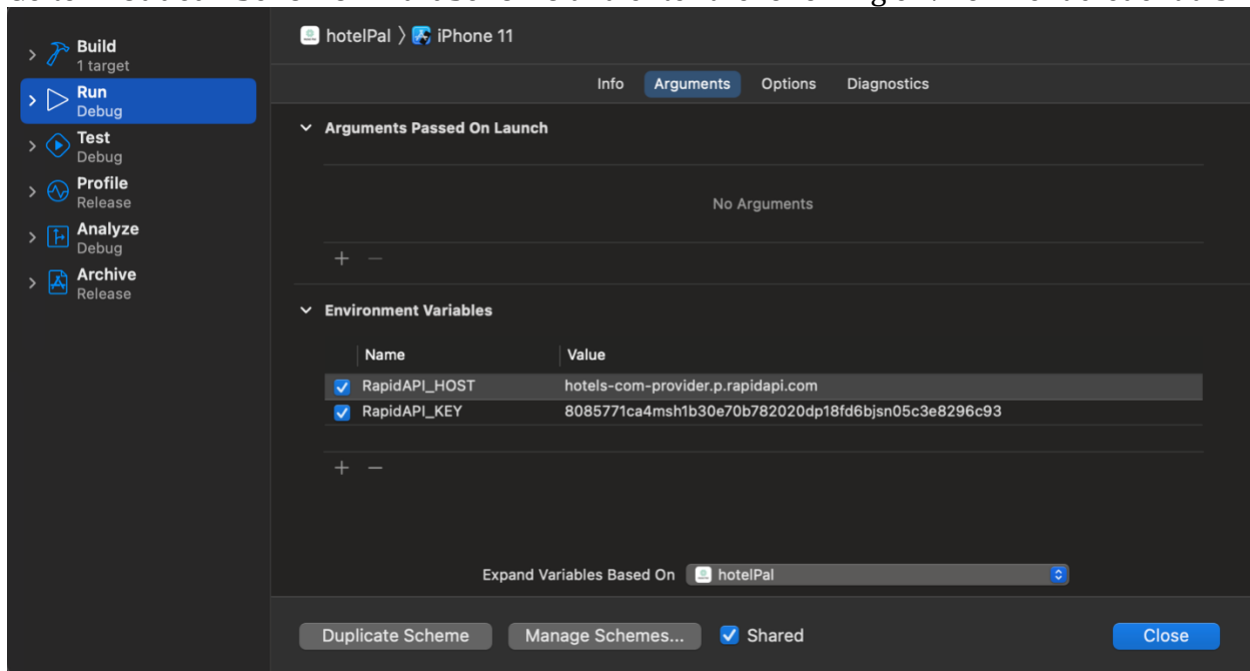 hotelPal 〉 iPhone 11
Build
1 target
Run
Debug
Test
Debug
Profile
Release
Analyze
Debug
Archive
Release
Info Arguments Options Diagnostics
Arguments Passed On Launch
No Arguments
+ −
Environment Variables
Name Value
RapidAPI_HOST hotels-com-provider.p.rapidapi.com
RapidAPI_KEY 8085771ca4msh1b30e70b782020dp18fd6bjsn05c3e8296c93
+ −
Expand Variables Based On hotelPal
Duplicate Scheme Manage Schemes... Shared Close